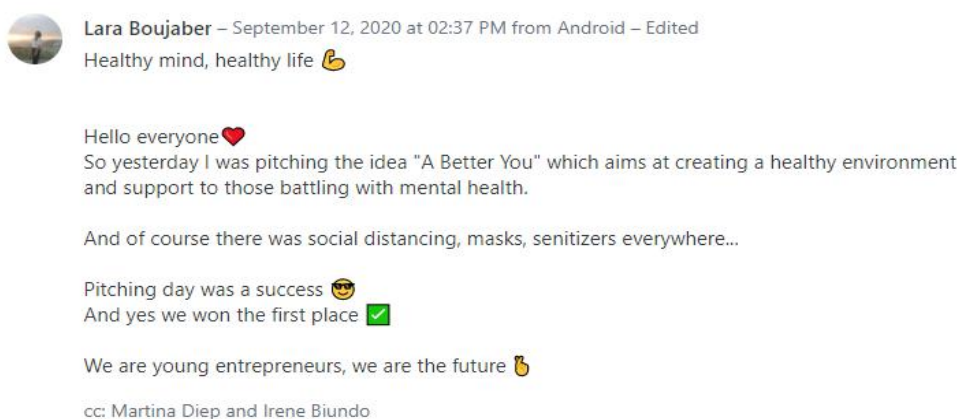 Lara Boujaber – September 12, 2020 at 02:37 PM from Android – Edited
Healthy mind, healthy life 💪
Hello everyone❤️
So yesterday I was pitching the idea "A Better You" which aims at creating a healthy environment
and support to those battling with mental health.
And of course there was social distancing, masks, senitizers everywhere...
Pitching day was a success 😎
And yes we won the first place ✅
We are young entrepreneurs, we are the future 🫰
cc: Martina Diep and Irene Biundo